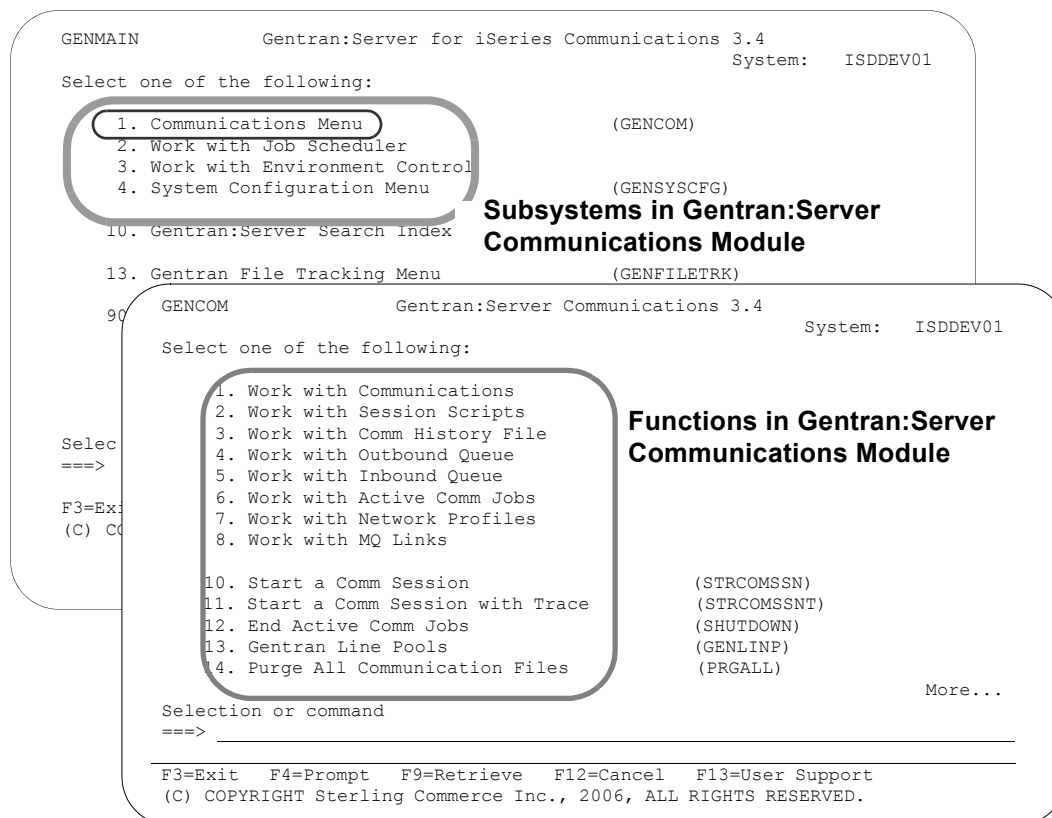 GENMAIN Gentran:Server for iSeries Communications 3.4
System: ISDDEV01
Select one of the following:
1. Communications Menu (GENCOM)
2. Work with Job Scheduler
3. Work with Environment Control
4. System Configuration Menu (GENSYSCFG)
Subsystems in Gentran:Server
Communications Module
10. Gentran:Server Search Index
13. Gentran File Tracking Menu (GENFILETRK)
90
Selec
===>
F3=Exi
(C) CO
GENCOM Gentran:Server Communications 3.4
System: ISDDEV01
Select one of the following:
1. Work with Communications
2. Work with Session Scripts
3. Work with Comm History File
4. Work with Outbound Queue
5. Work with Inbound Queue
6. Work with Active Comm Jobs
7. Work with Network Profiles
8. Work with MQ Links
Functions in Gentran:Server
Communications Module
10. Start a Comm Session (STRCOMSSN)
11. Start a Comm Session with Trace (STRCOMSSNT)
12. End Active Comm Jobs (SHUTDOWN)
13. Gentran Line Pools (GENLINP)
14. Purge All Communication Files (PRGALL)
More...
Selection or command
===>
F3=Exit F4=Prompt F9=Retrieve F12=Cancel F13=User Support
(C) COPYRIGHT Sterling Commerce Inc., 2006, ALL RIGHTS RESERVED.